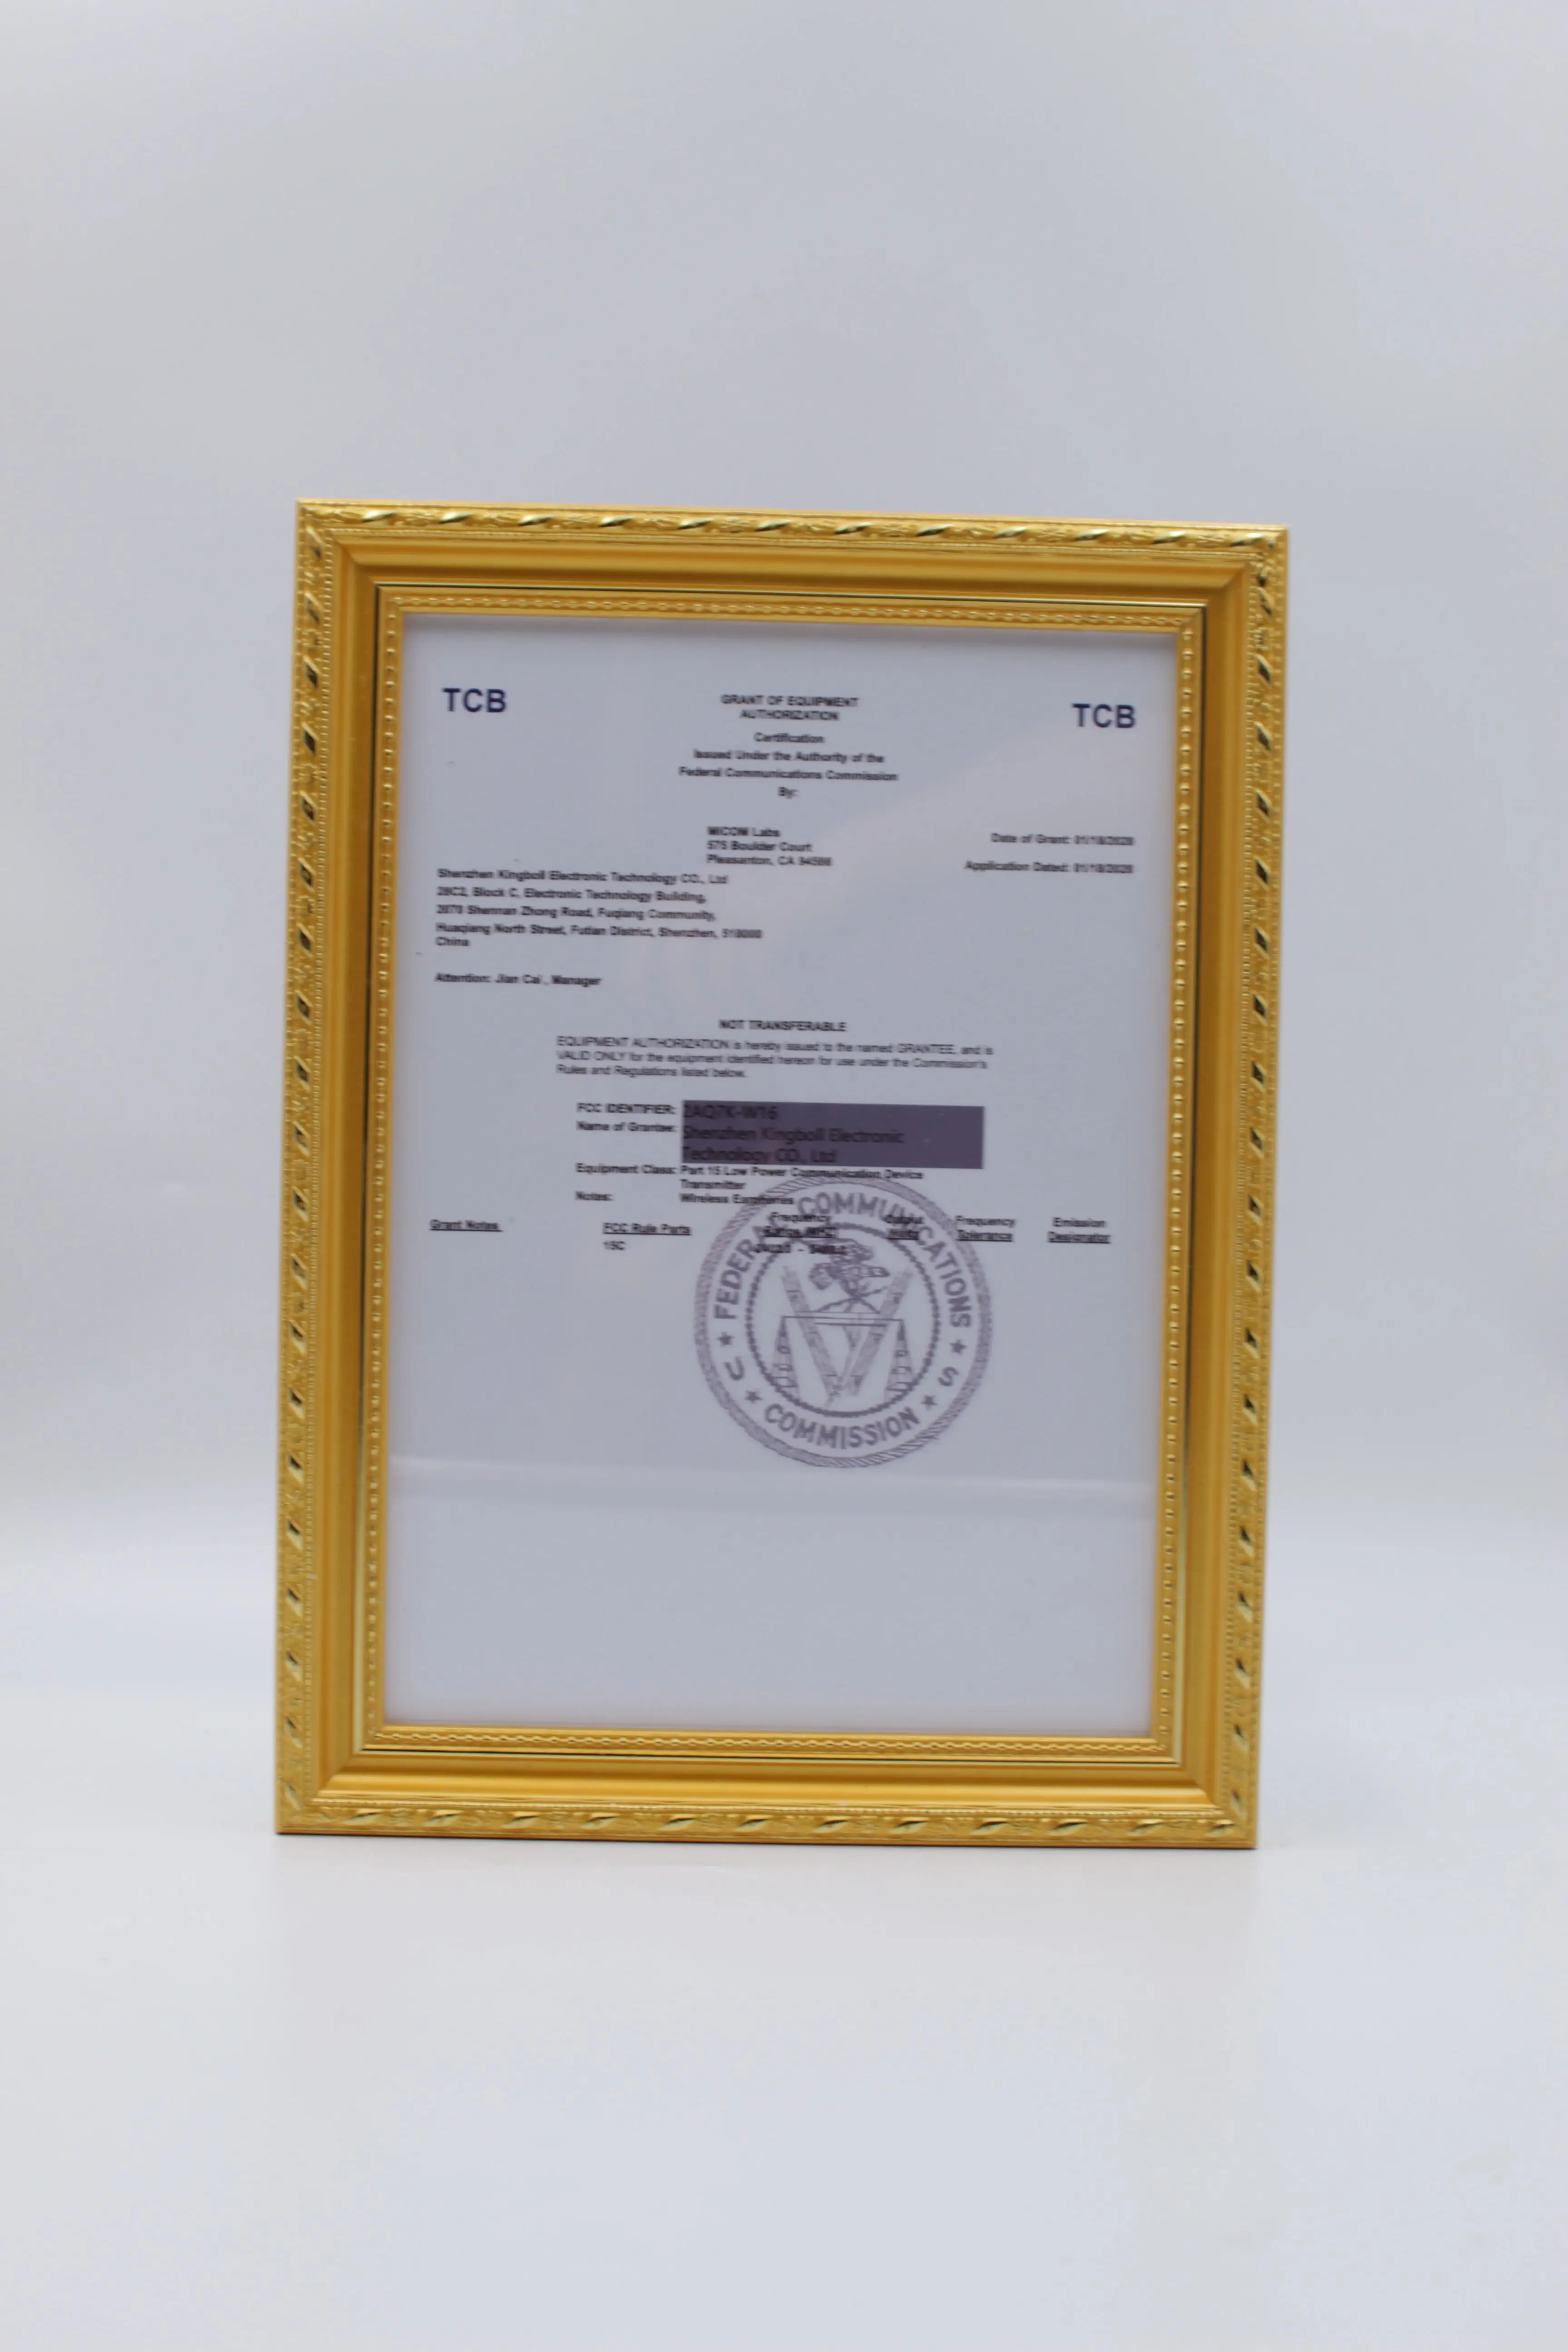 TCB
GRANT OF EQUIPMENT
AUTHORIZATION
TCB
Certification
Issued Under the Authority of the
Federal Communications Commission
By:
MiCOM Labs
575 Boulder Court
Pleasanton, CA 94566
Date of Grant: 01/18/2020
Application Dated: 01/18/2020
Shenzhen Kingboll Electronic Technology CO., Ltd
28C2, Block C, Electronic Technology Building,
2070 Shennan Zhong Road, Fuqiang Community,
Huaqiang North Street, Futian District, Shenzhen, 518000
China
Attention: Jian Cai , Manager
NOT TRANSFERABLE
EQUIPMENT AUTHORIZATION is hereby issued to the named GRANTEE, and is
VALID ONLY for the equipment identified hereon for use under the Commission's
Rules and Regulations listed below.
FCC IDENTIFIER: 2AQ7K-W16
Name of Grantee: Shenzhen Kingboll Electronic
Technology CO., Ltd
Equipment Class: Part 15 Low Power Communication Device
Transmitter
Notes: Wireless Earphones
Grant Notes
FCC Rule Parts
15C
Frequency
Range (MHZ)
Output
Watts
Frequency
Tolerance
Emission
Designator
U ★ FEDERAL COMMUNICATIONS ★ S
★ COMMISSION ★